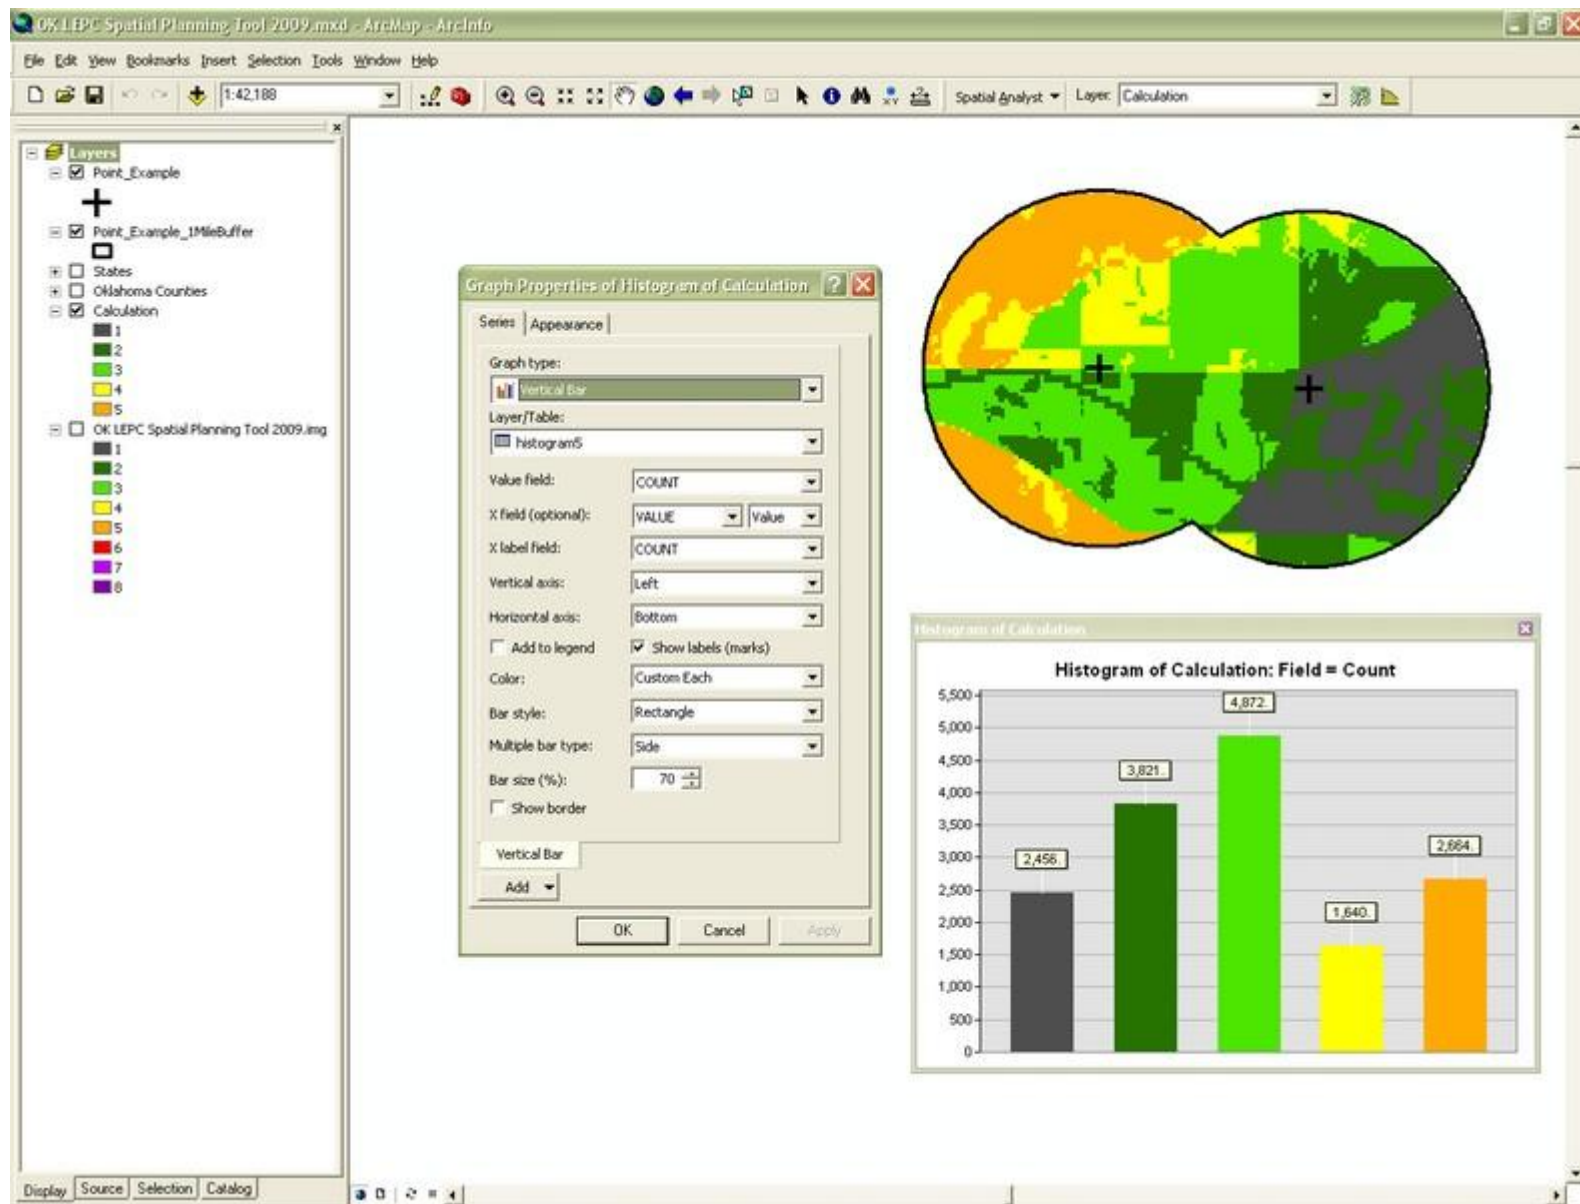 OK LEPC Spatial Planning Tool 2009.mxd - ArcMap - ArcInfo
File Edit View Bookmarks Insert Selection Tools Window Help
1:42,188
Spatial Analyst
Layer: Calculation
Layers
Point_Example
Point_Example_1MileBuffer
States
Oklahoma Counties
Calculation
1
2
3
4
5
OK LEPC Spatial Planning Tool 2009.img
1
2
3
4
5
6
7
8
Display Source Selection Catalog
Graph Properties of Histogram of Calculation
Series Appearance
Graph type:
Vertical Bar
Layer/Table:
histogram5
Value field: COUNT
X field (optional): VALUE Value
X label field: COUNT
Vertical axis: Left
Horizontal axis: Bottom
Add to legend Show labels (marks)
Color: Custom Each
Bar style: Rectangle
Multiple bar type: Side
Bar size (%): 70
Show border
Vertical Bar
Add
OK Cancel Apply
Histogram of Calculation
Histogram of Calculation: Field = Count
5,500
5,000
4,500
4,000
3,500
3,000
2,500
2,000
1,500
1,000
500
0
2,456.
3,821.
4,872.
1,640.
2,664.